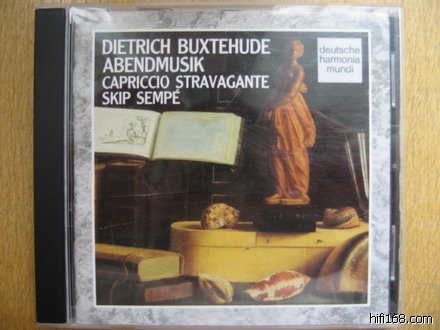 DIETRICH BUXTEHUDE
ABENDMUSIK
CAPRICCIO STRAVAGANTE
SKIP SEMPÉ
deutsche
harmonia
mundi
hifi168.com